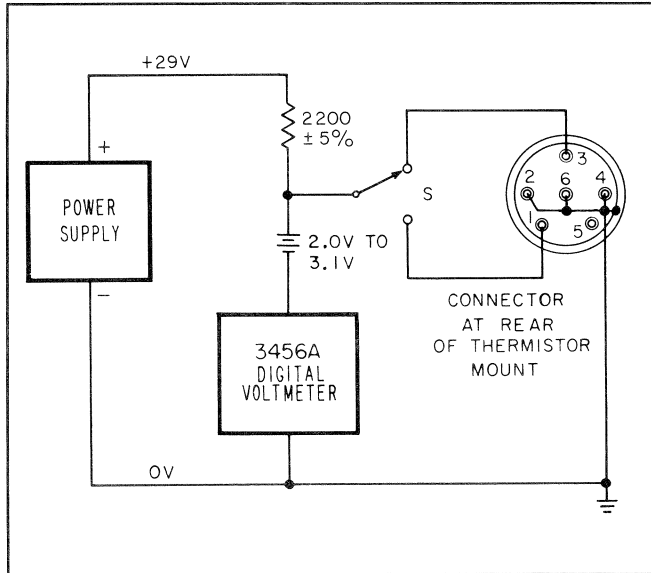 +29V
2200
±5%
+
POWER
SUPPLY
−
S
3
2
6
4
1
5
2.0V TO
3.1V
3456A
DIGITAL
VOLTMETER
CONNECTOR
AT REAR
OF THERMISTOR
MOUNT
0V